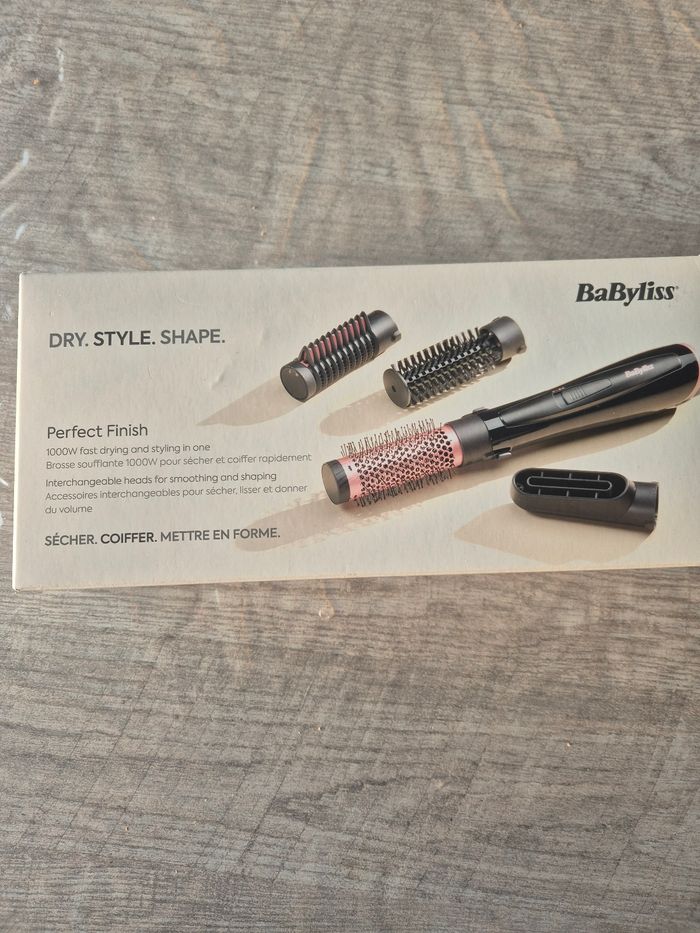 BaByliss
DRY. STYLE. SHAPE.
BaByliss
Perfect Finish
1000W fast drying and styling in one
Brosse soufflante 1000W pour sécher et coiffer rapidement
Interchangeable heads for smoothing and shaping
Accessoires interchangeables pour sécher, lisser et donner
du volume
SÉCHER. COIFFER. METTRE EN FORME.